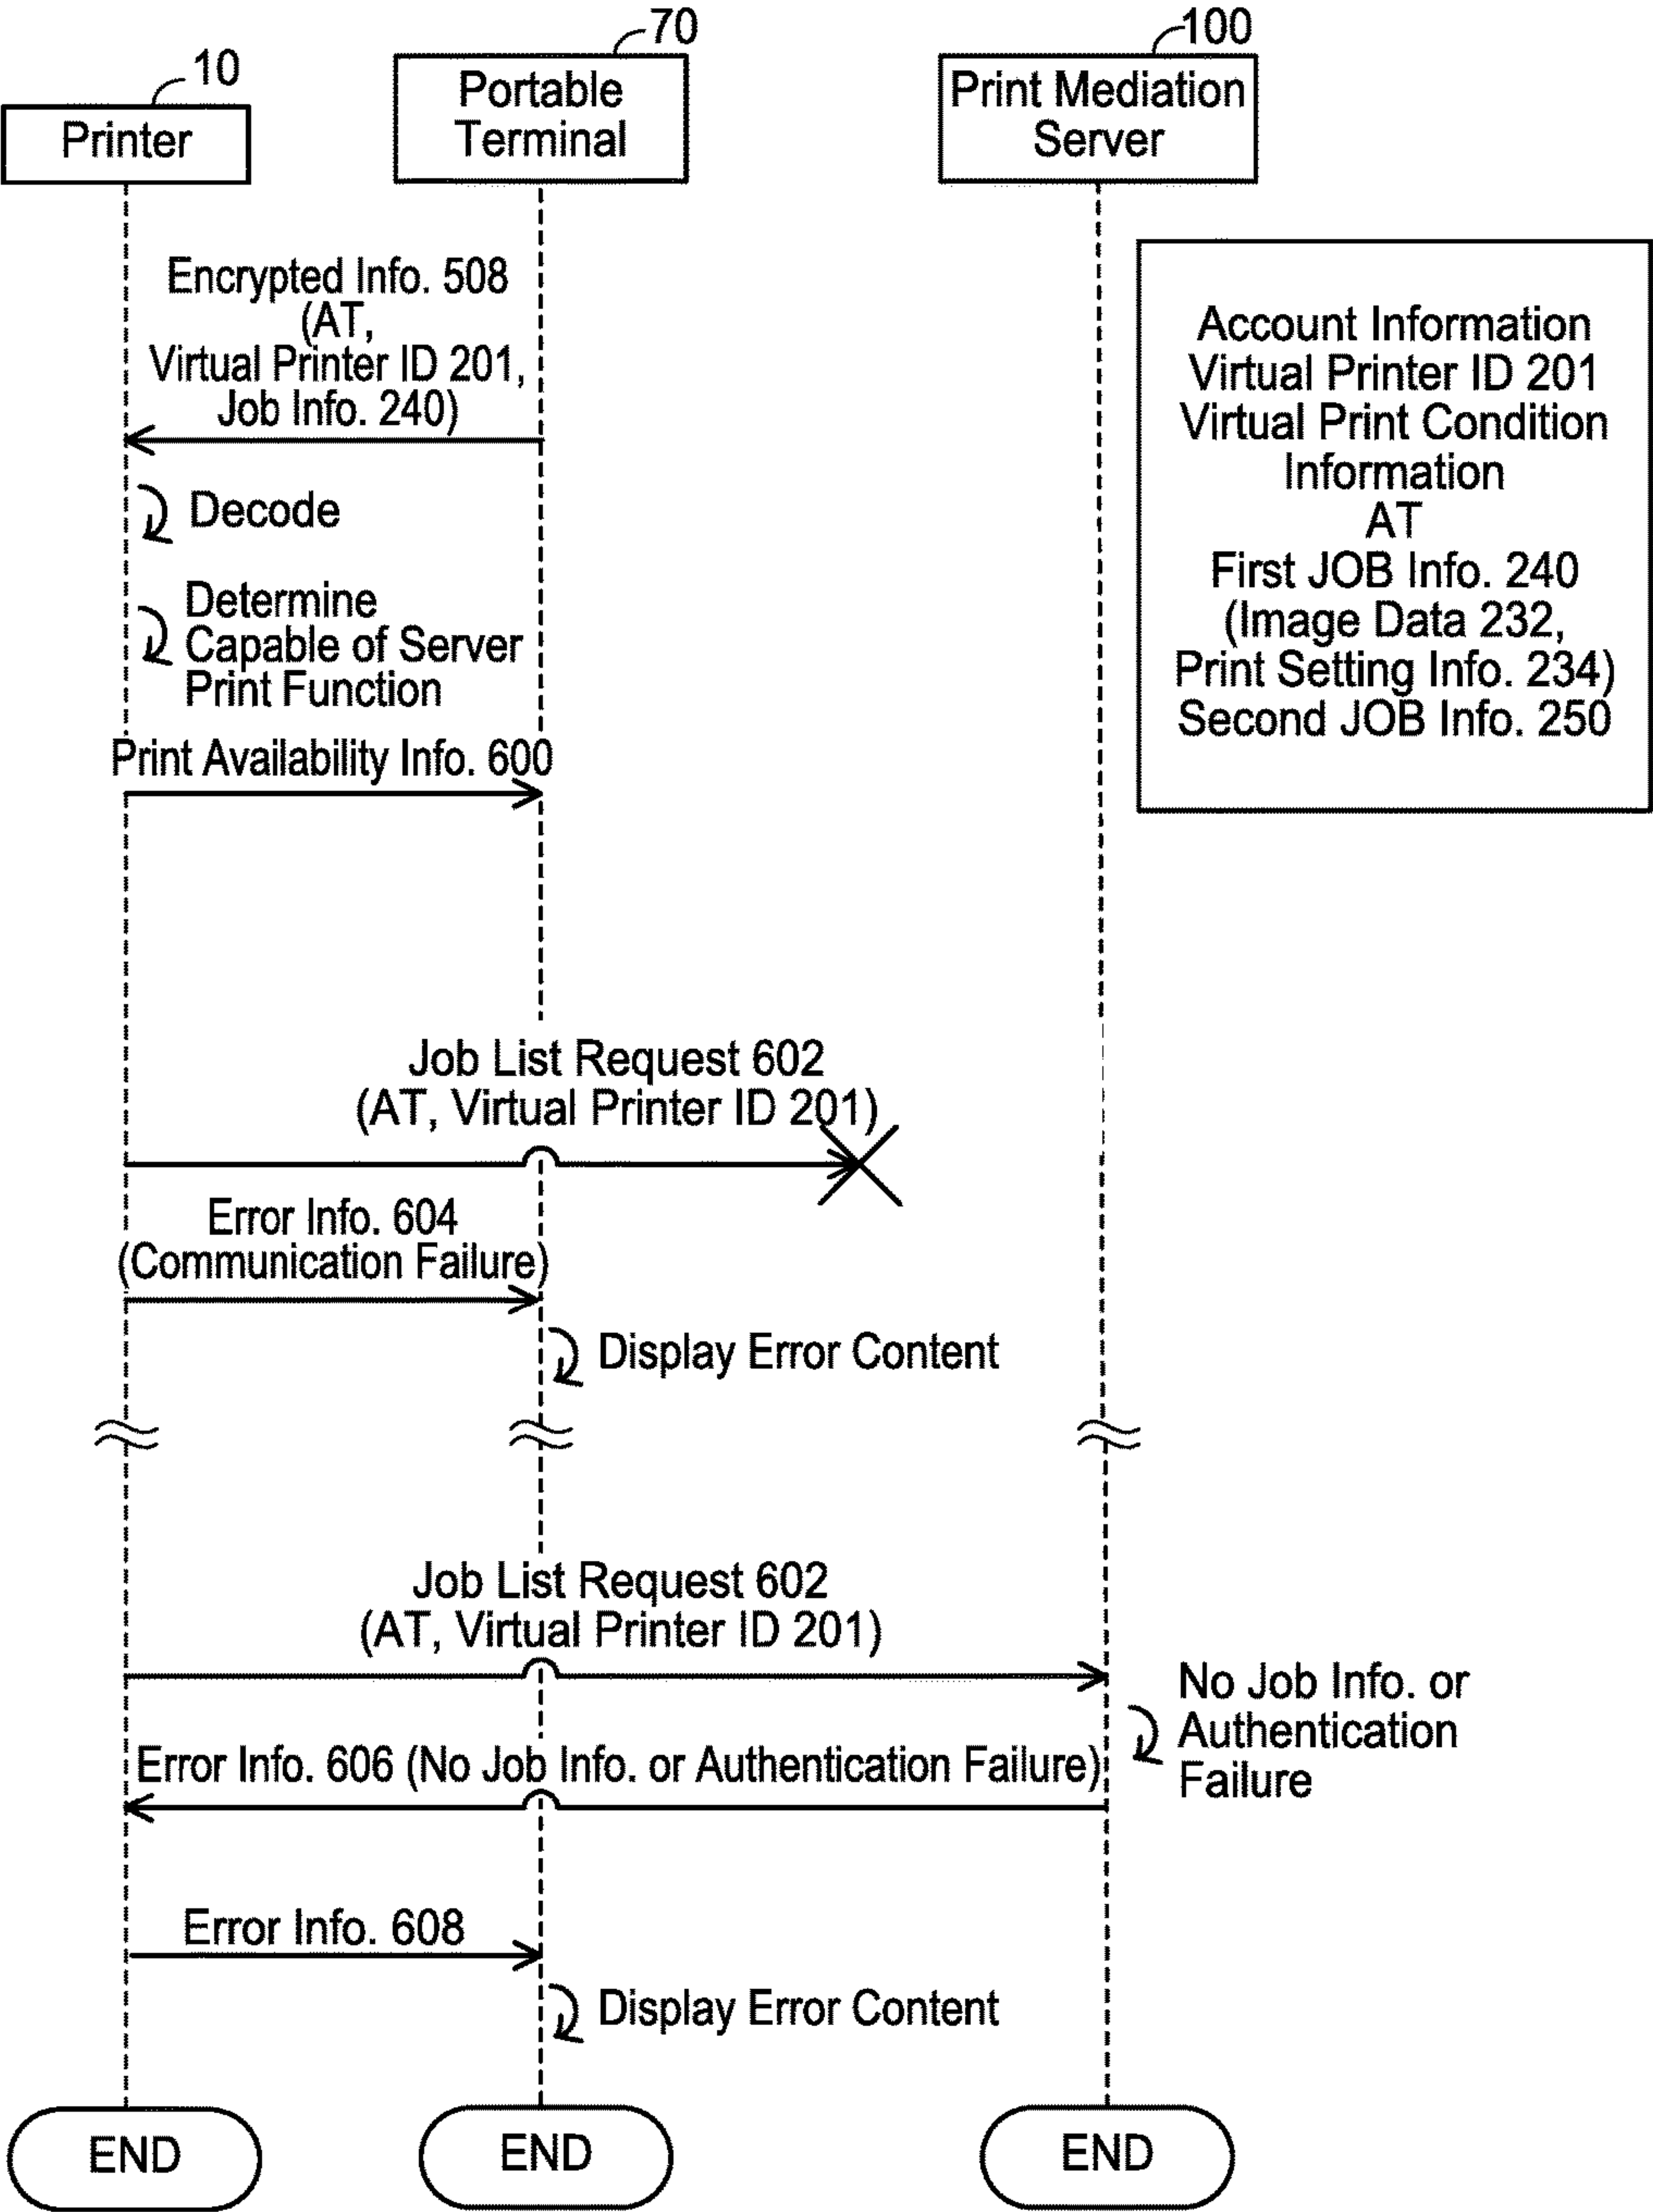 10
70
100
Printer
Portable
Terminal
Print Mediation
Server
Encrypted Info. 508
(AT,
Virtual Printer ID 201,
Job Info. 240)
Account Information
Virtual Printer ID 201
Virtual Print Condition
Information
AT
First JOB Info. 240
(Image Data 232,
Print Setting Info. 234)
Second JOB Info. 250
Decode
Determine
Capable of Server
Print Function
Print Availability Info. 600
Job List Request 602
(AT, Virtual Printer ID 201)
Error Info. 604
(Communication Failure)
Display Error Content
Job List Request 602
(AT, Virtual Printer ID 201)
No Job Info. or
Authentication
Failure
Error Info. 606 (No Job Info. or Authentication Failure)
Error Info. 608
Display Error Content
END
END
END